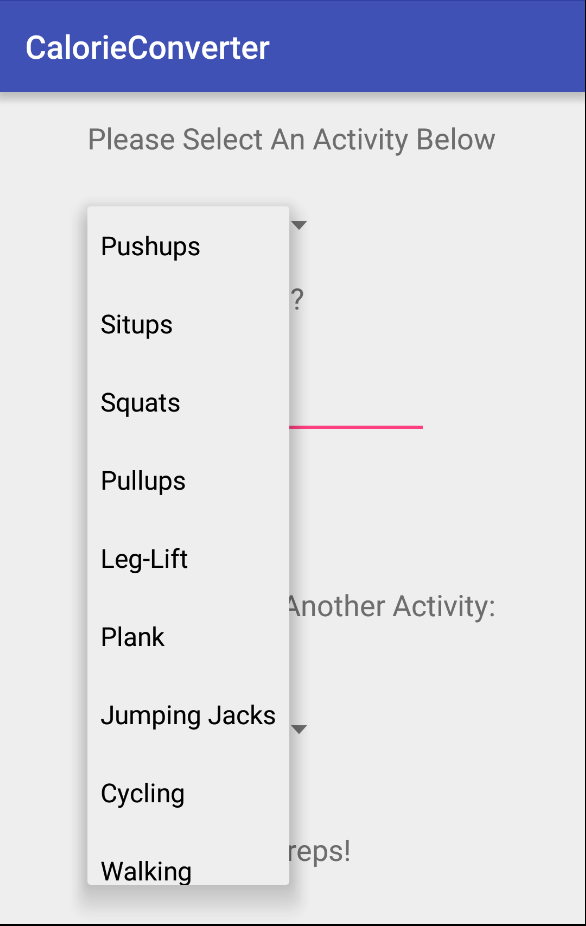 CalorieConverter
Please Select An Activity Below
Pushups
?
Situps
Squats
Pullups
Leg-Lift
Another Activity:
Plank
Jumping Jacks
Cycling
reps!
Walking